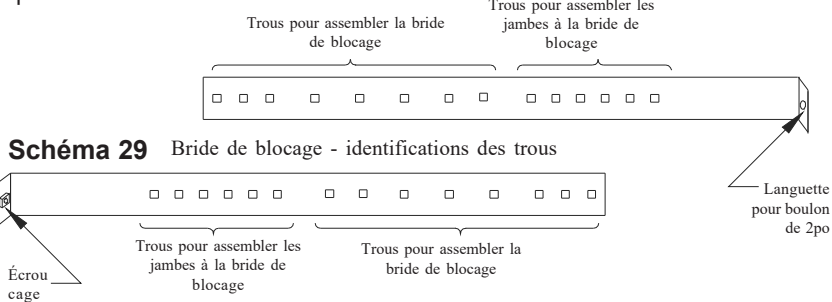 Trous pour assembler la bride
de blocage
Trous pour assembler les
jambes à la bride de
blocage
Schéma 29 Bride de blocage - identifications des trous
Languette
pour boulon
de 2po
Trous pour assembler les
jambes à la bride de
blocage
Trous pour assembler la
bride de blocage
Écrou
cage